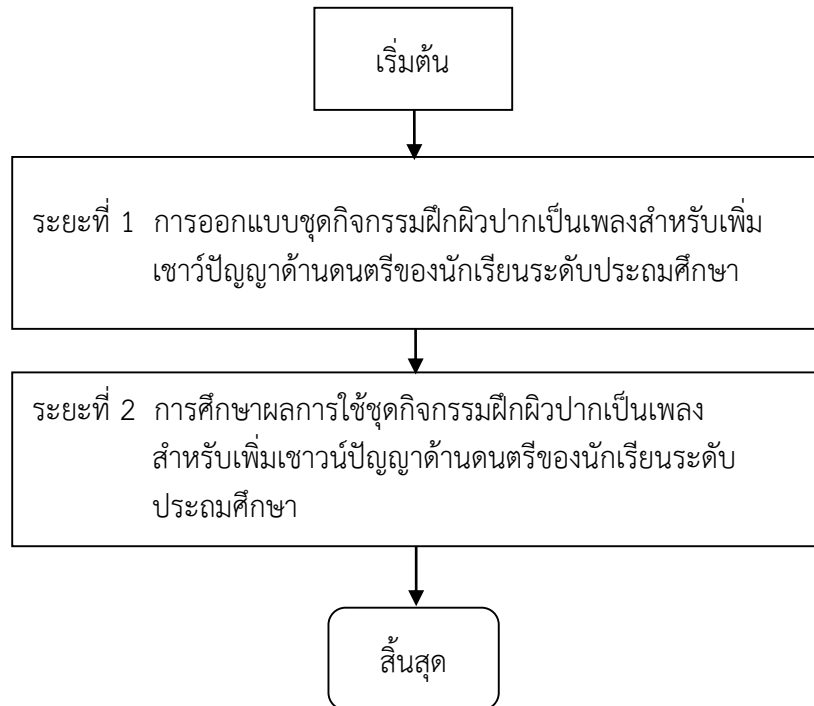 เริ่มต้น
ระยะที่ 1 การออกแบบชุดกิจกรรมฝึกผิวปากเป็นเพลงสำหรับเพิ่ม
เชาว์ปัญญาด้านดนตรีของนักเรียนระดับประถมศึกษา
ระยะที่ 2 การศึกษาผลการใช้ชุดกิจกรรมฝึกผิวปากเป็นเพลง
สำหรับเพิ่มเชาวน์ปัญญาด้านดนตรีของนักเรียนระดับ
ประถมศึกษา
สิ้นสุด